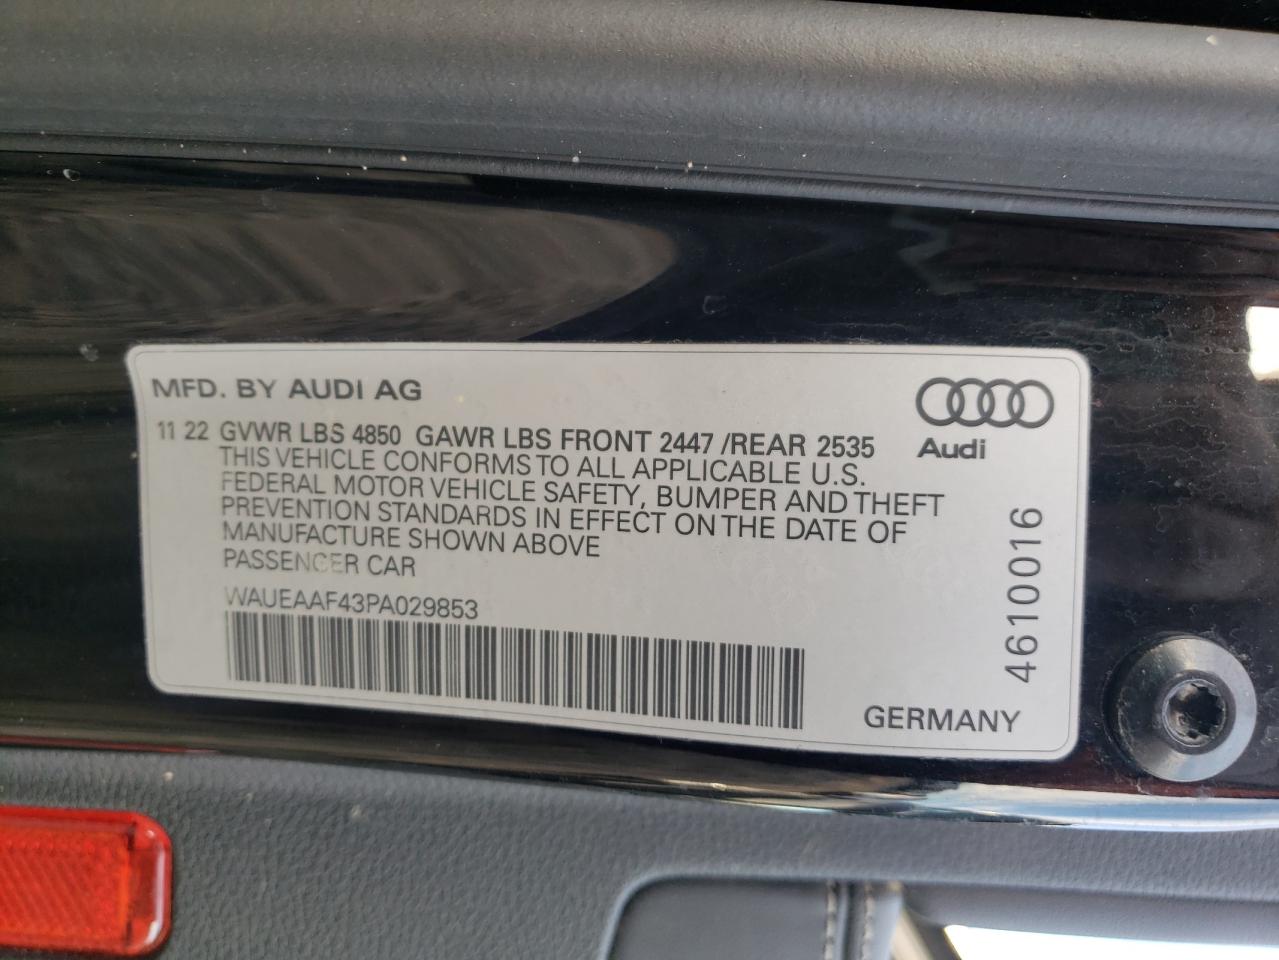 MFD. BY AUDI AG
Audi
11 22 GVWR LBS 4850 GAWR LBS FRONT 2447 /REAR 2535
THIS VEHICLE CONFORMS TO ALL APPLICABLE U.S.
FEDERAL MOTOR VEHICLE SAFETY, BUMPER AND THEFT
PREVENTION STANDARDS IN EFFECT ON THE DATE OF
MANUFACTURE SHOWN ABOVE
PASSENGER CAR
WAUEAAF43PA029853
GERMANY
4610016